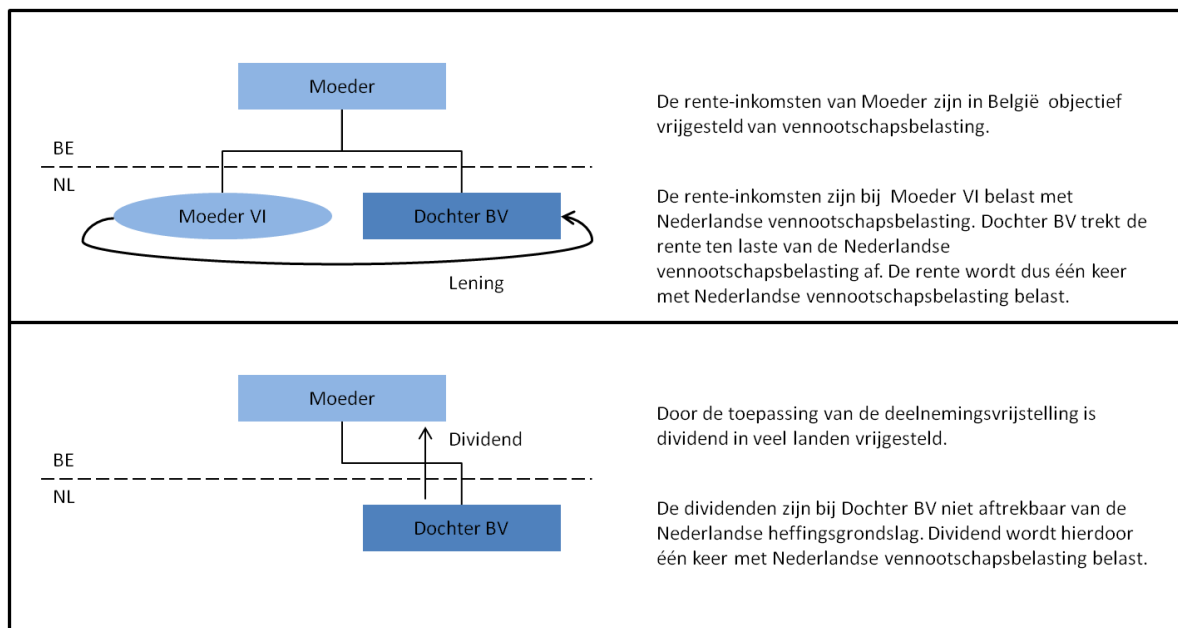 Moeder
BE
NL
Moeder VI
Dochter BV
Lening
De rente-inkomsten van Moeder zijn in België objectief
vrijgesteld van vennootschapsbelasting.
De rente-inkomsten zijn bij Moeder VI belast met
Nederlandse vennootschapsbelasting. Dochter BV trekt de
rente ten laste van de Nederlandse
vennootschapsbelasting af. De rente wordt dus één keer
met Nederlandse vennootschapsbelasting belast.
Moeder
Dividend
BE
NL
Dochter BV
Door de toepassing van de deelnemingsvrijstelling is
dividend in veel landen vrijgesteld.
De dividenden zijn bij Dochter BV niet aftrekbaar van de
Nederlandse heffingsgrondslag. Dividend wordt hierdoor
één keer met Nederlandse vennootschapsbelasting belast.